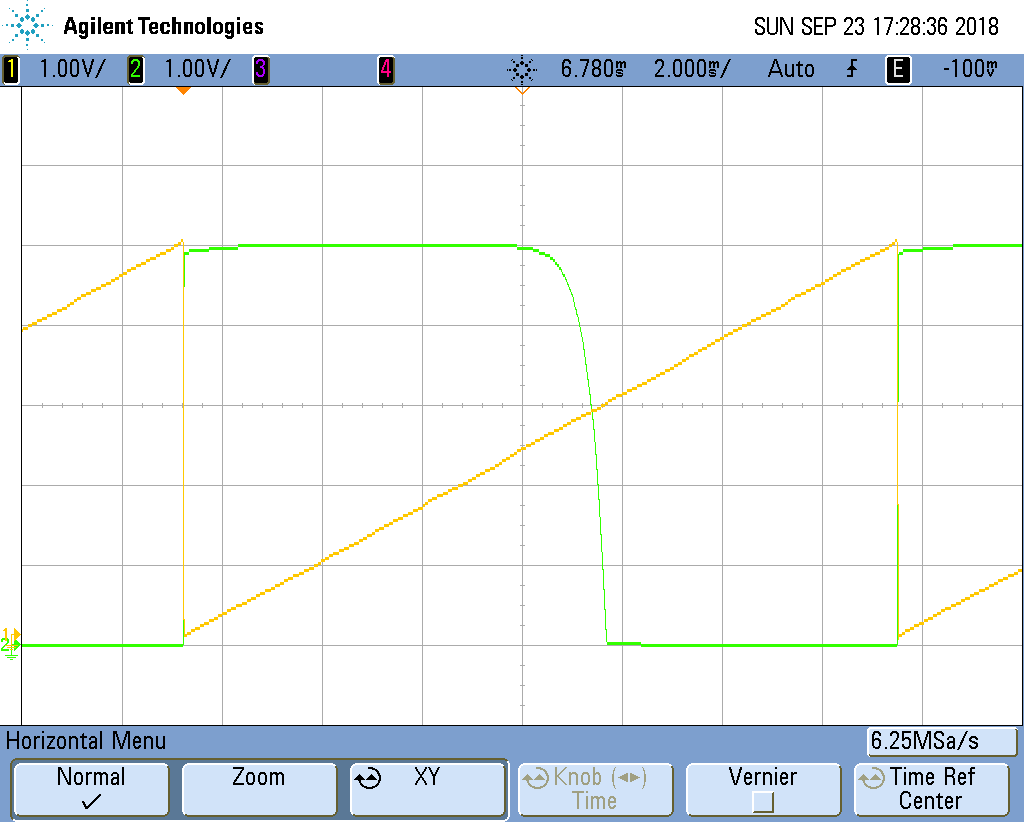 Agilent Technologies SUN SEP 23 17:28:36 2018
1 1.00V/ 2 1.00V/ 3 4 6.780ms 2.000ms/ Auto E -100mV
1
2
Horizontal Menu 6.25MSa/s
Normal Zoom XY Knob (◄►) Time Vernier Time Ref Center